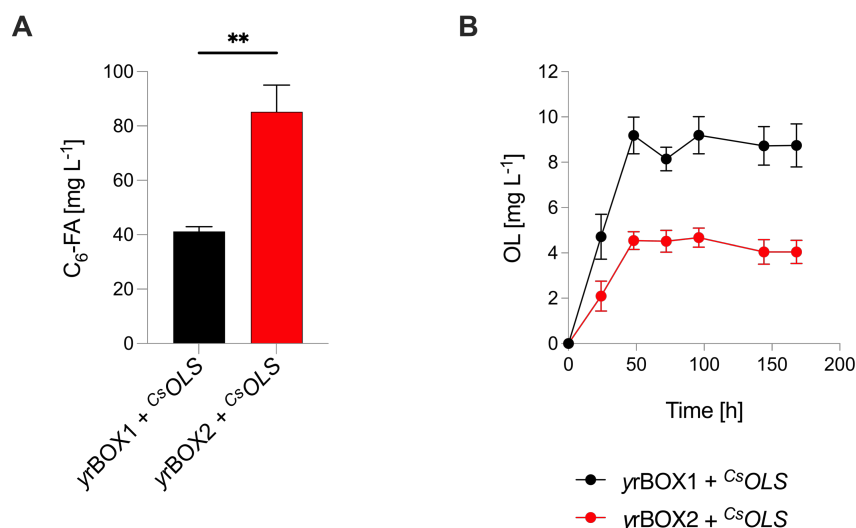 A
**
C₆-FA [mg L⁻¹]
100
80
60
40
20
0
yrBOX1 + ᶜˢOLS
yrBOX2 + ᶜˢOLS
B
OL [mg L⁻¹]
12
10
8
6
4
2
0
0 50 100 150 200
Time [h]
yrBOX1 + ᶜˢOLS
yrBOX2 + ᶜˢOLS